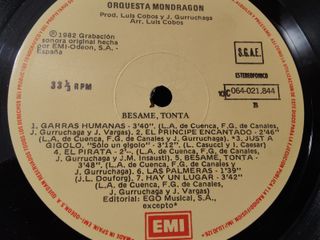 ORQUESTA MONDRAGON
Prod. Luis Cobos y J. Gurruchaga
Arr. Luis Cobos
℗ 1982 Grabación
sonora original hecha
por EMI-Odeon, S.A.-
España
S.G.A.E.
ESTEREOFONICO
33⅓ RPM
10C 064-021.844
BESAME, TONTA
1. GARRAS HUMANAS - 3'40" (L.A. de Cuenca, F.G. de Canales,
J. Gurruchaga y J. Vargas) 2. EL PRINCIPE ENCANTADO - 2'46" (L.A.
de Cuenca, F.G. de Canales y J. Gurruchaga) *3. JUST A
GIGOLO, "Sólo un gigolo" - (L. Casucci y I. Caesar)
4. EL PIRATA - 2'- (L.A. de Cuenca, F.G. de Canales,
J. Gurruchaga y J.M. Insausti) 5. BESAME, TONTA-
3'48" (L.A. de Cuenca, F.G. de Canales y
J. Gurruchaga) 6. LAS PALMERAS - 1'39"
(J.L. Dourforg) 7. HAY UN LUGAR - 3'
(L.A. de Cuenca, F.G. de Canales y J. Gurruchaga)
Editorial: EGO Musical, S.A.,
excepto*
EMI